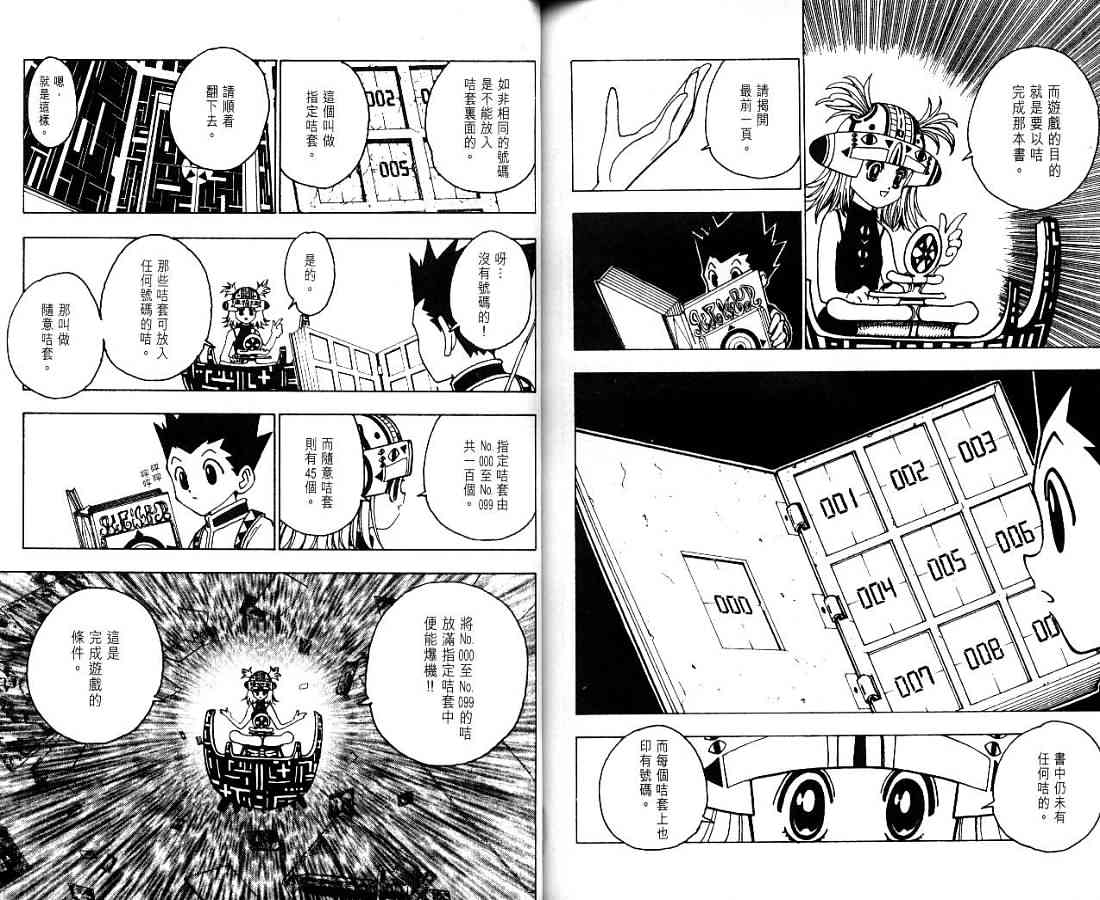 而遊戲的目的
就是要以咭
完成那本書。
請揭開
最前一頁。
000
001
002
003
004
005
006
007
008
00
書中仍未有
任何咭的。
而每個咭套上也
印有號碼。
如非相同的號碼
是不能放入
咭套裏面的。
002
005
這個叫做
指定咭套。
請順着
翻下去。
嗯，
就是這樣。
呀…
沒有號碼的！
是的。
那些咭套可放入
任何號碼的咭。
那叫做
隨意咭套。
指定咭套由
No.000至No.099
共一百個。
而隨意咭套
則有45個。
將No.000至No.099的咭
放滿指定咭套中
便能爆機!!
這是
完成遊戲的
條件。